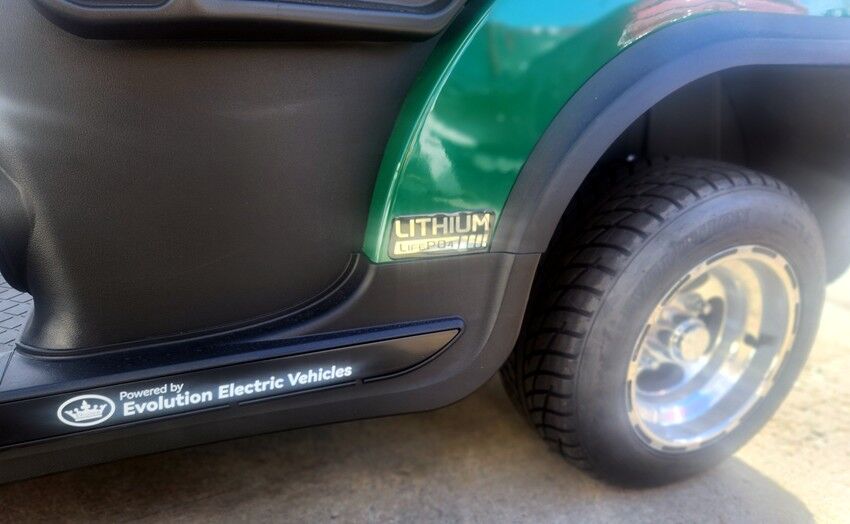 LITHIUM
LiFePO4
Powered by
Evolution Electric Vehicles